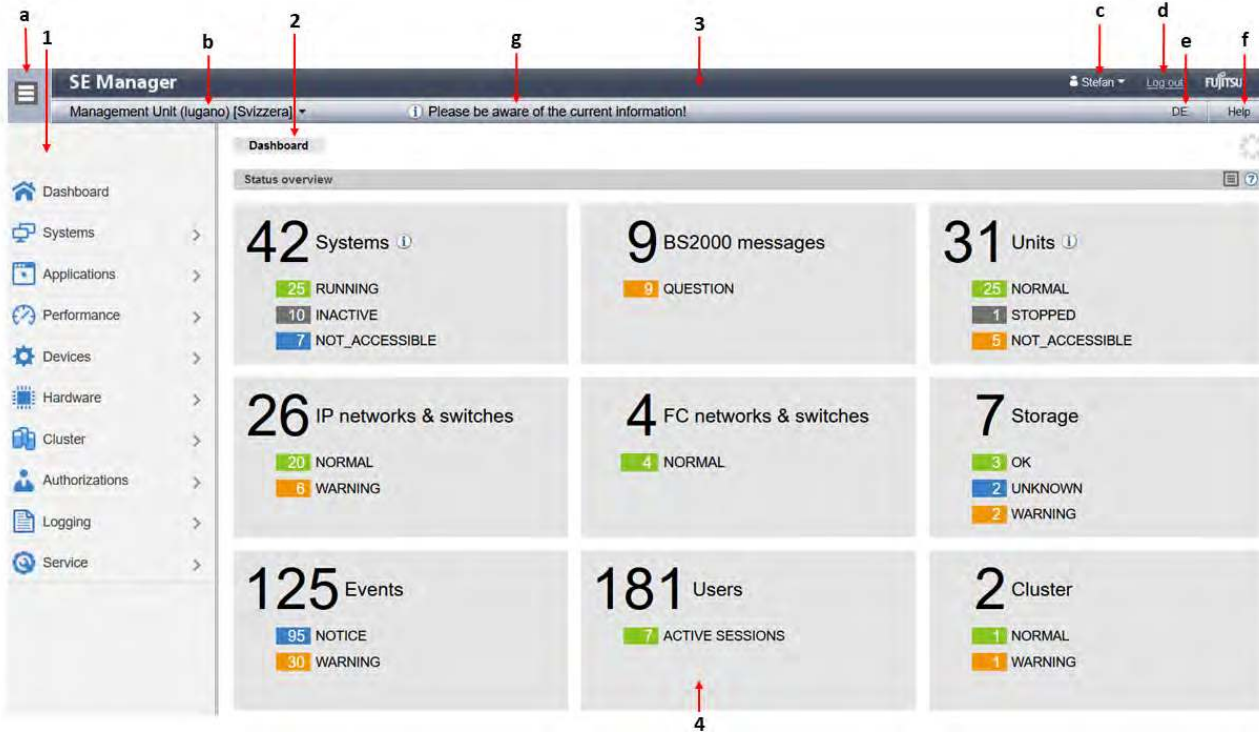 a
1
b
2
g
3
c
d
e
f
SE Manager
Stefan
Log out
FUJITSU
Management Unit (lugano) [Svizzera]
Please be aware of the current information!
DE
Help
Dashboard
Status overview
Dashboard
Systems
Applications
Performance
Devices
Hardware
Cluster
Authorizations
Logging
Service
42 Systems
25 RUNNING
10 INACTIVE
7 NOT_ACCESSIBLE
9 BS2000 messages
9 QUESTION
31 Units
25 NORMAL
1 STOPPED
5 NOT_ACCESSIBLE
26 IP networks & switches
20 NORMAL
6 WARNING
4 FC networks & switches
4 NORMAL
7 Storage
3 OK
2 UNKNOWN
2 WARNING
125 Events
95 NOTICE
30 WARNING
181 Users
7 ACTIVE SESSIONS
2 Cluster
1 NORMAL
1 WARNING
4